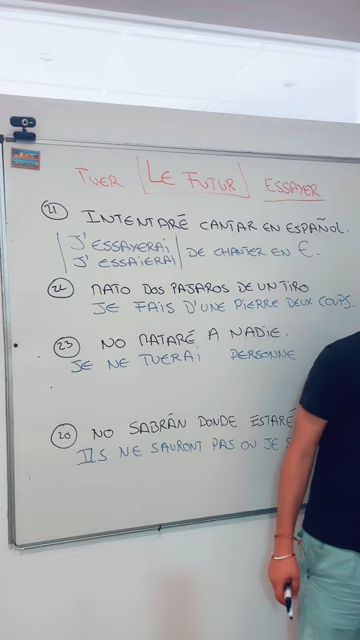 TUER LE FUTUR ESSAYER
21 INTENTARÉ CANTAR EN ESPAÑOL.
J'ESSAYERAI
J'ESSAIERAI DE CHANTER EN E.
22 MATO DOS PAJAROS DE UN TIRO
JE FAIS D'UNE PIERRE DEUX COUPS.
23 NO MATARÉ A NADIE.
JE NE TUERAI PERSONNE
20 NO SABRÁN DONDE ESTARÉ
ILS NE SAURONT PAS OU JE